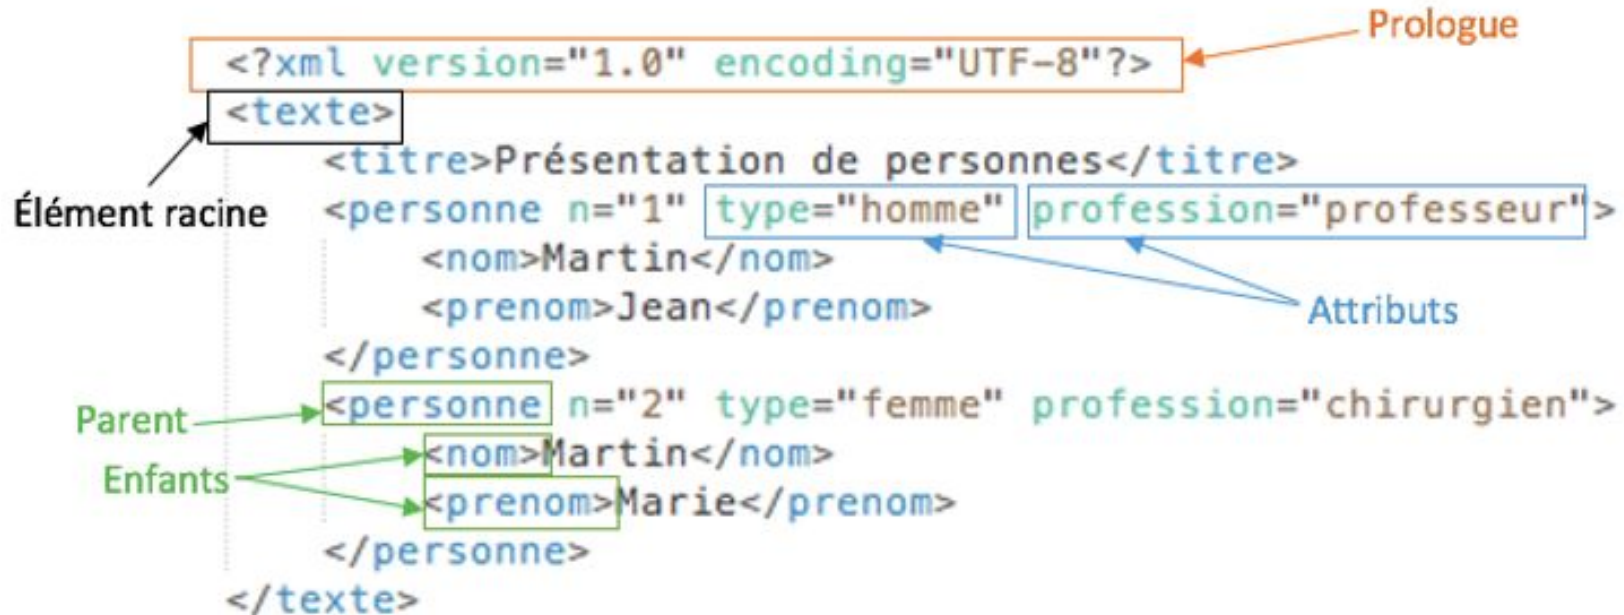 Prologue
<?xml version="1.0" encoding="UTF-8"?>
<texte>
<titre>Présentation de personnes</titre>
Élément racine
<personne n="1" type="homme" profession="professeur">
<nom>Martin</nom>
<prenom>Jean</prenom>
Attributs
</personne>
Parent
<personne n="2" type="femme" profession="chirurgien">
<nom>Martin</nom>
Enfants
<prenom>Marie</prenom>
</personne>
</texte>